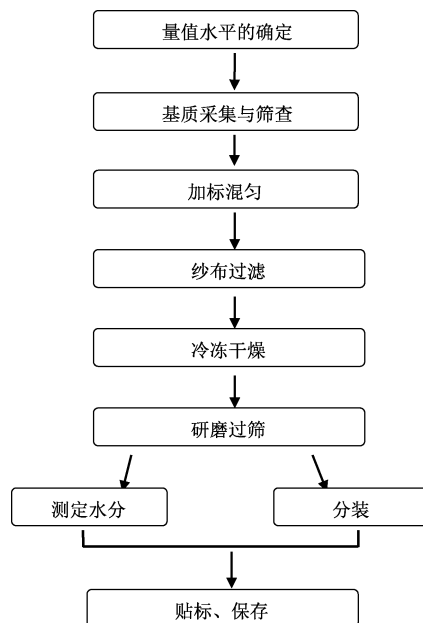 量值水平的确定
基质采集与筛查
加标混匀
纱布过滤
冷冻干燥
研磨过筛
测定水分
分装
贴标、保存